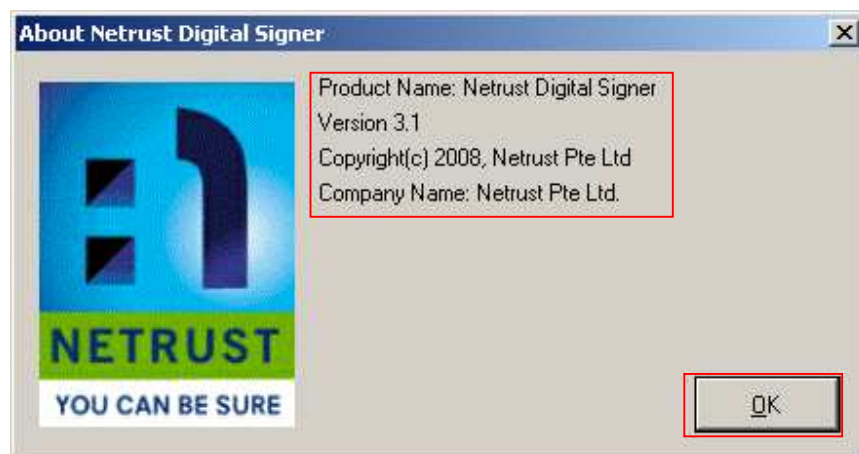 About Netrust Digital Signer
Product Name: Netrust Digital Signer
Version 3.1
Copyright(c) 2008, Netrust Pte Ltd
Company Name: Netrust Pte Ltd.
NETRUST
YOU CAN BE SURE
OK